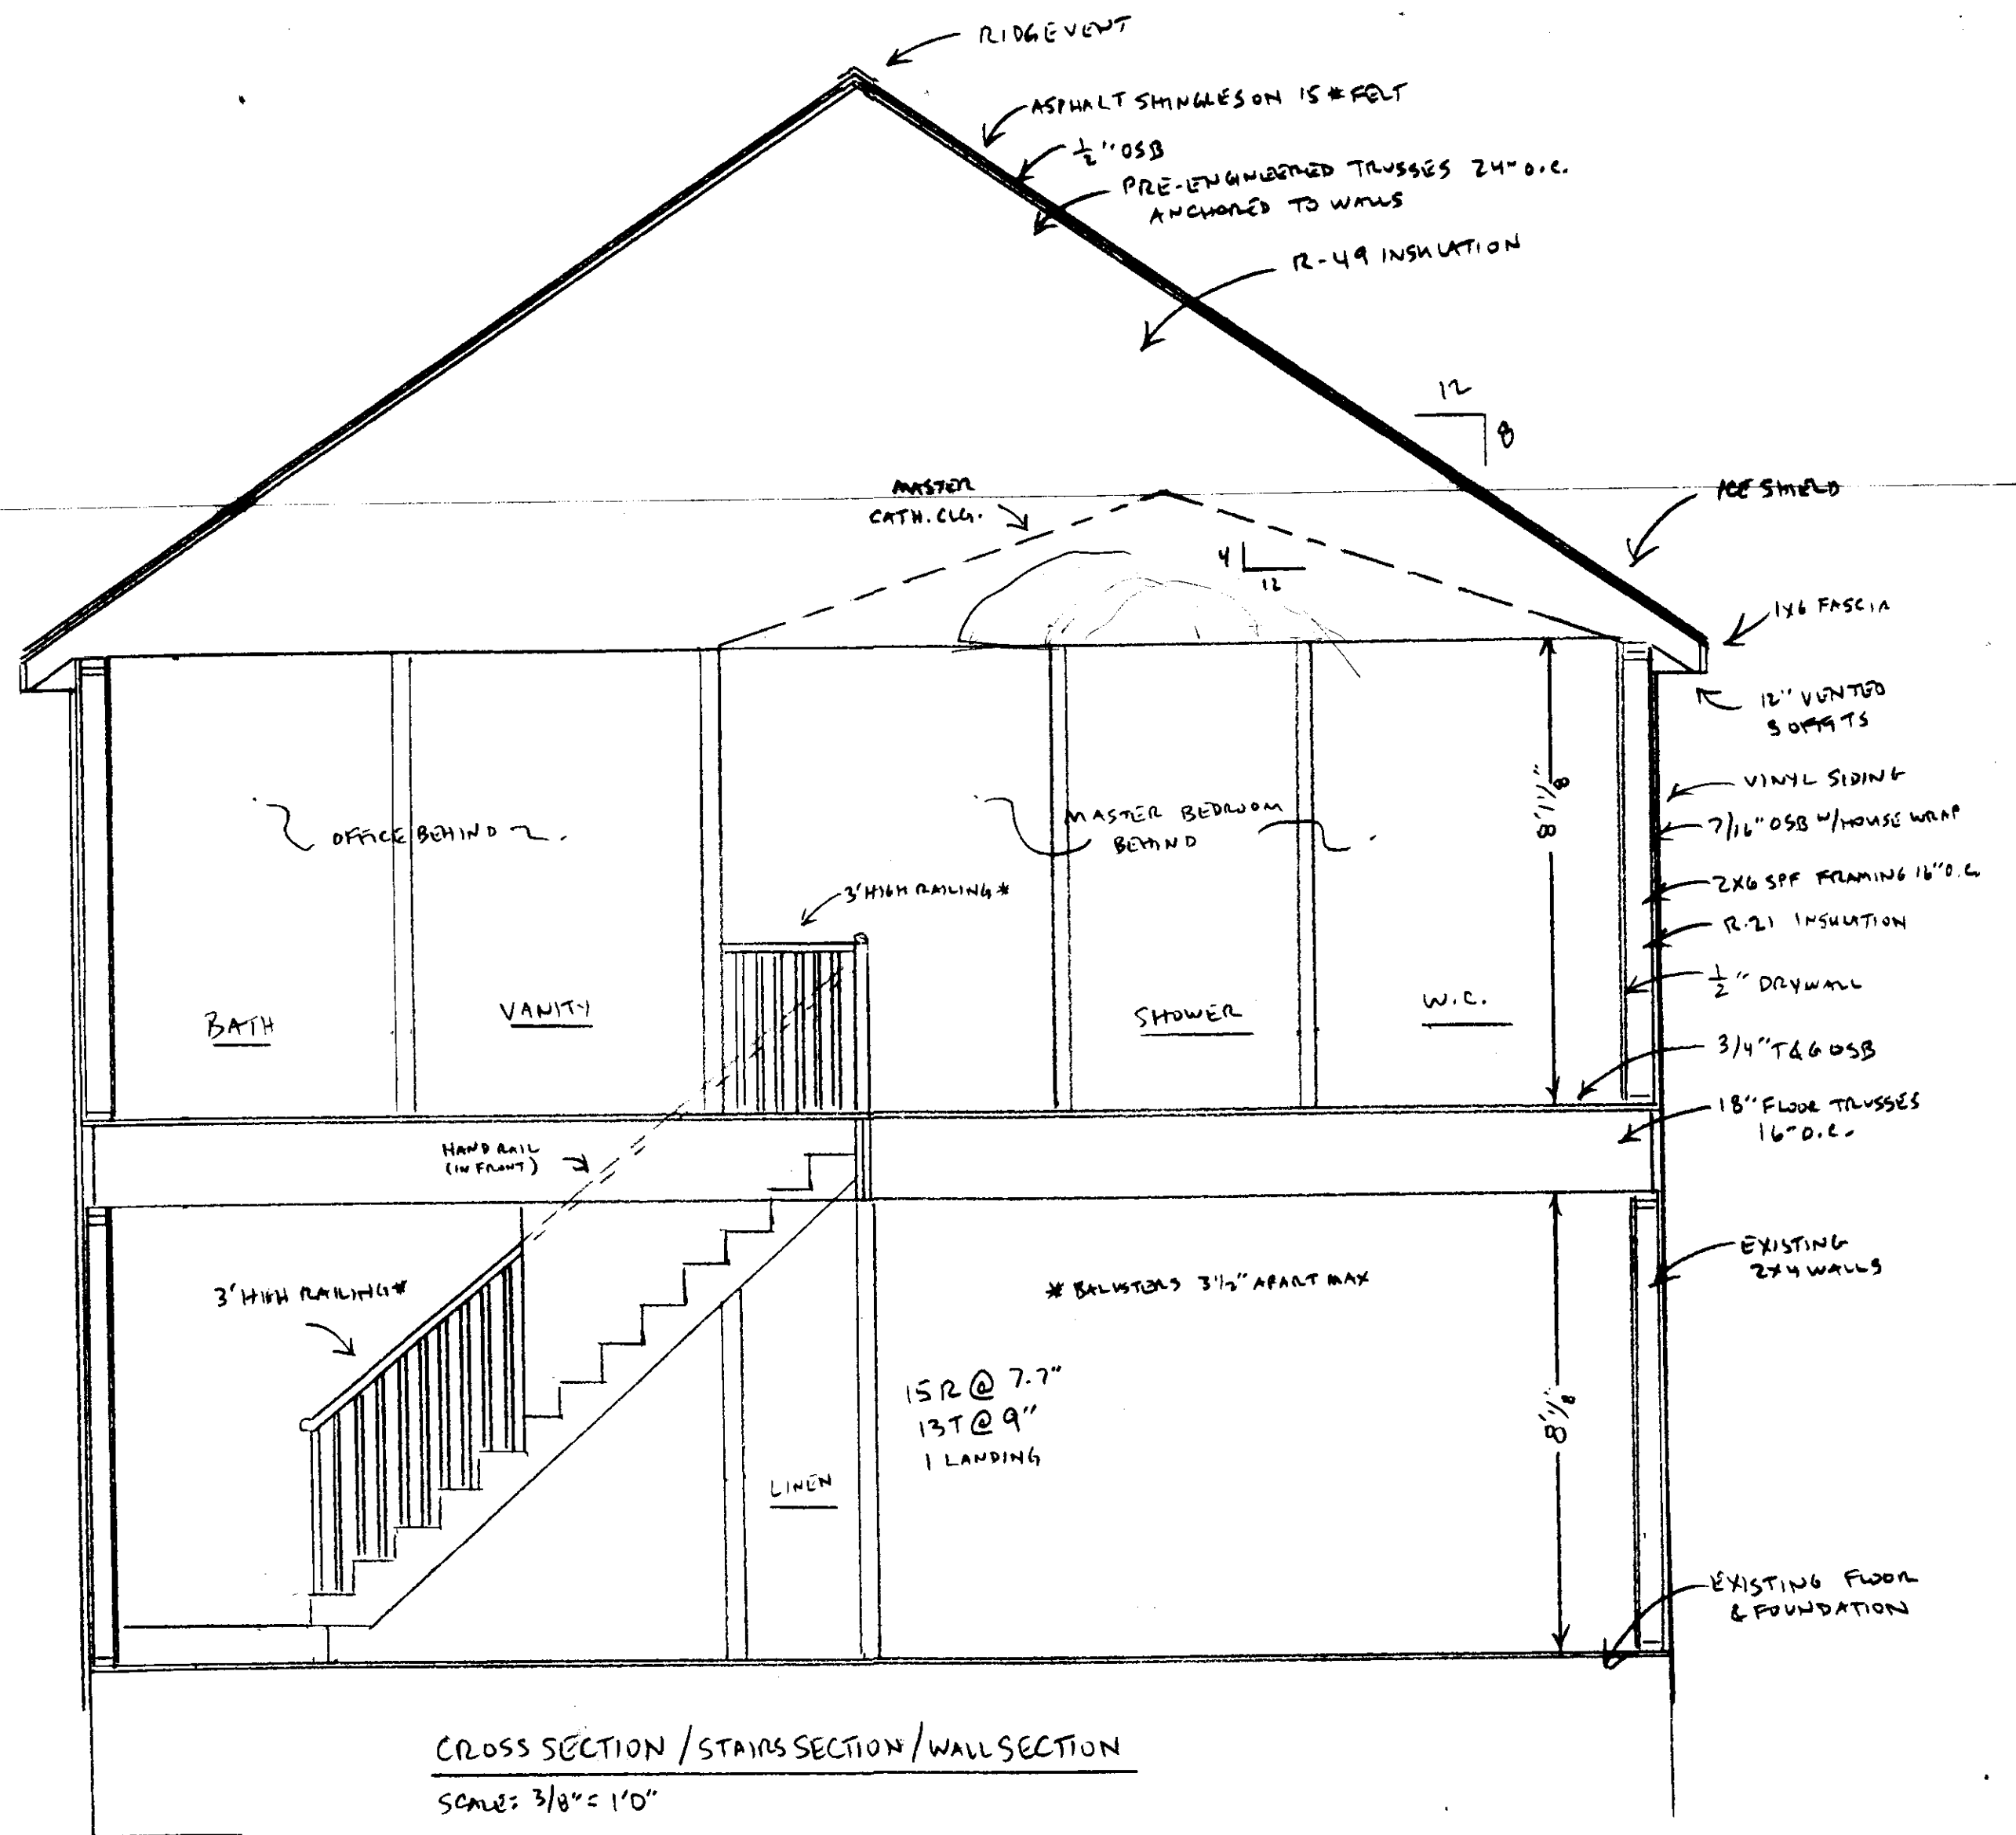 RIDGE VENT
ASPHALT SHINGLES ON 15# FELT
1/2" OSB
PRE-ENGINEERED TRUSSES 24" O.C.
ANCHORED TO WALLS
R-49 INSULATION
12
8
MASTER
CATH. CLG.
ICE SHIELD
4
12
1X6 FASCIA
12" VENTED
SOFFITS
VINYL SIDING
8' 1 1/8"
OFFICE BEHIND
MASTER BEDROOM
BEHIND
7/16" OSB W/HOUSE WRAP
3' HIGH RAILING*
2X6 SPF FRAMING 16" O.C.
R-21 INSULATION
1/2" DRYWALL
BATH
VANITY
SHOWER
W.C.
3/4" T&G OSB
18" FLOOR TRUSSES
16" O.C.
HANDRAIL
(IN FRONT)
EXISTING
2X4 WALLS
3' HIGH RAILING*
* BALUSTERS 3 1/2" APART MAX
15R @ 7.7"
13T @ 9"
1 LANDING
8' 1 1/8"
LINEN
EXISTING FLOOR
& FOUNDATION
CROSS SECTION / STAIRS SECTION / WALL SECTION
SCALE: 3/8" = 1'0"